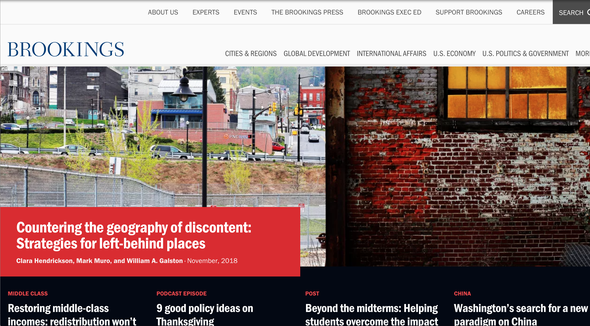 ABOUT US EXPERTS EVENTS THE BROOKINGS PRESS BROOKINGS EXEC ED SUPPORT BROOKINGS CAREERS SEARCH
BROOKINGS
CITIES & REGIONS GLOBAL DEVELOPMENT INTERNATIONAL AFFAIRS U.S. ECONOMY U.S. POLITICS & GOVERNMENT MOR
Countering the geography of discontent:
Strategies for left-behind places
Clara Hendrickson, Mark Muro, and William A. Galston · November, 2018
MIDDLE CLASS PODCAST EPISODE POST CHINA
Restoring middle-class 9 good policy ideas on Beyond the midterms: Helping Washington's search for a new
incomes: redistribution won't Thanksgiving students overcome the impact paradigm on China